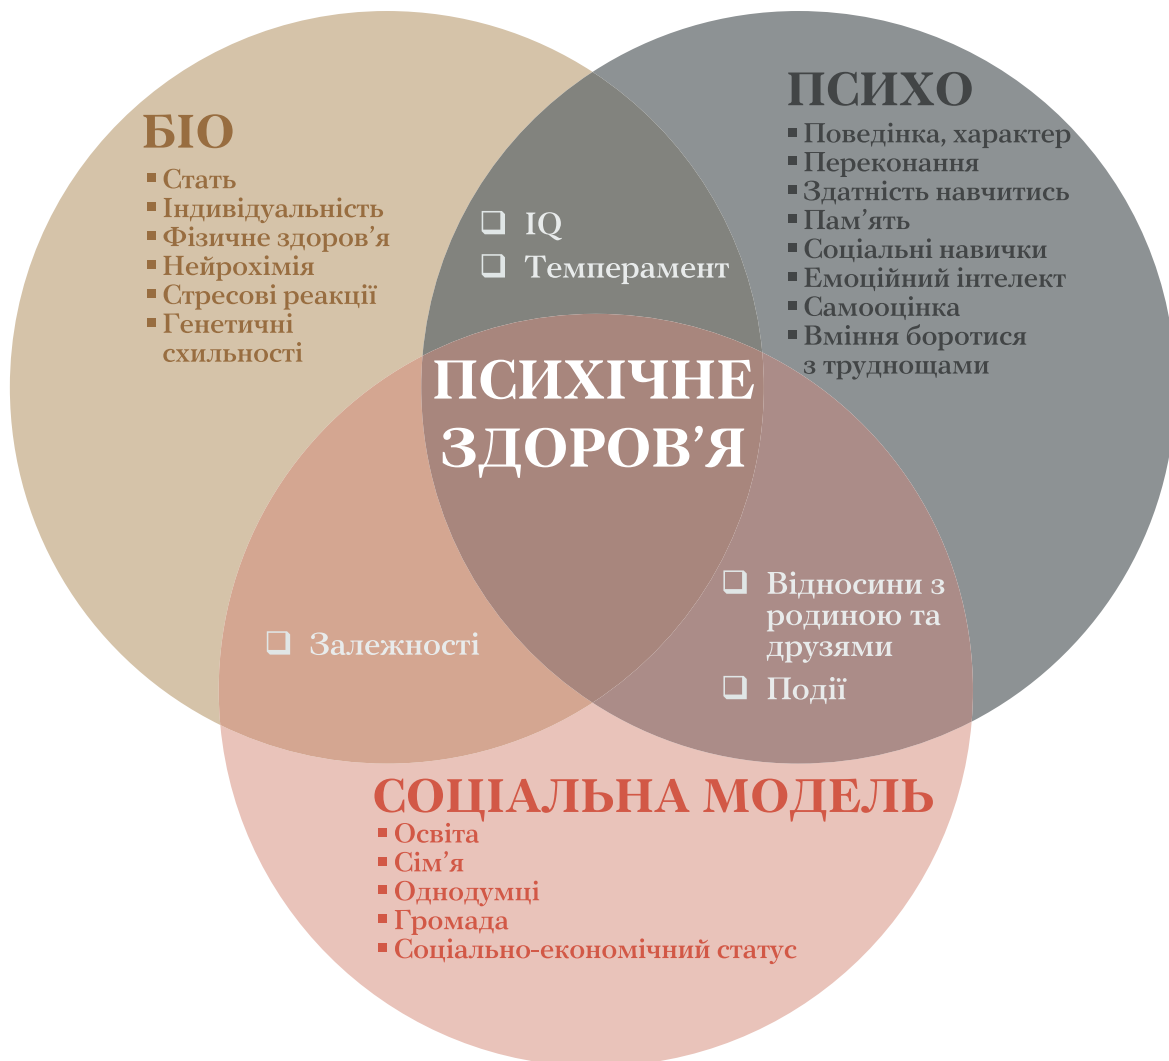 БІО
▪ Стать
▪ Індивідуальність
▪ Фізичне здоров’я
▪ Нейрохімія
▪ Стресові реакції
▪ Генетичні
схильності
ПСИХО
▪ Поведінка, характер
▪ Переконання
▪ Здатність навчитись
▪ Пам’ять
▪ Соціальні навички
▪ Емоційний інтелект
▪ Самооцінка
▪ Вміння боротися
з труднощами
❑ IQ
❑ Темперамент
ПСИХІЧНЕ
ЗДОРОВ’Я
❑ Залежності
❑ Відносини з
родиною та
друзями
❑ Події
СОЦІАЛЬНА МОДЕЛЬ
▪ Освіта
▪ Сім’я
▪ Однодумці
▪ Громада
▪ Соціально-економічний статус